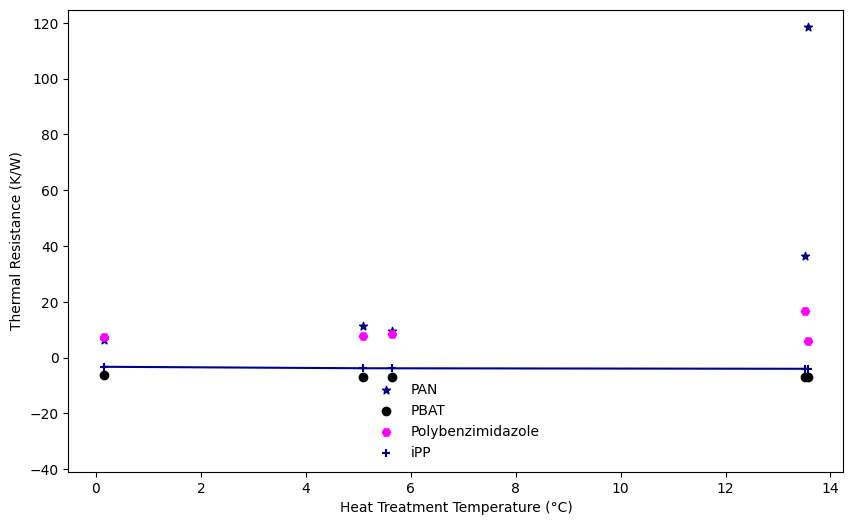 120
100
80
60
40
20
0
−20
−40
Thermal Resistance (K/W)
PAN
PBAT
Polybenzimidazole
iPP
0 2 4 6 8 10 12 14
Heat Treatment Temperature (°C)